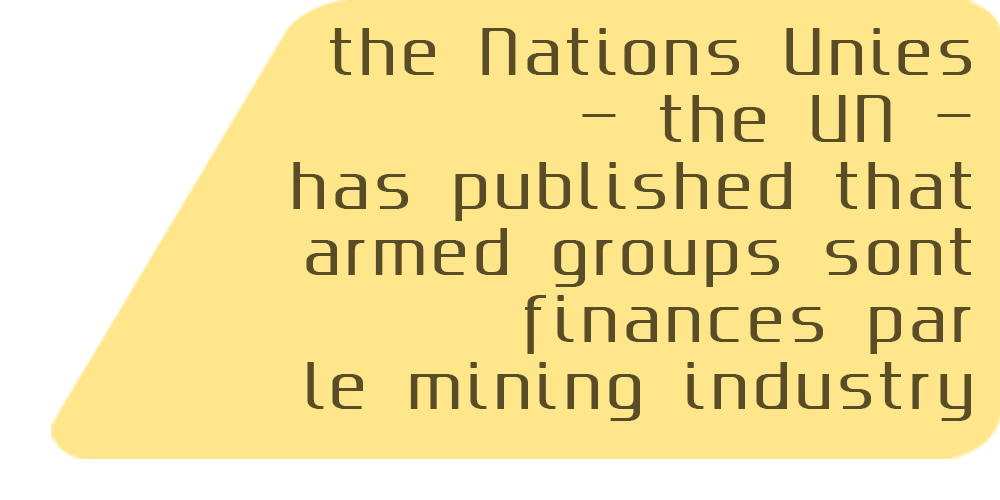 the Nations Unies
– the UN –
has published that
armed groups sont
finances par
le mining industry